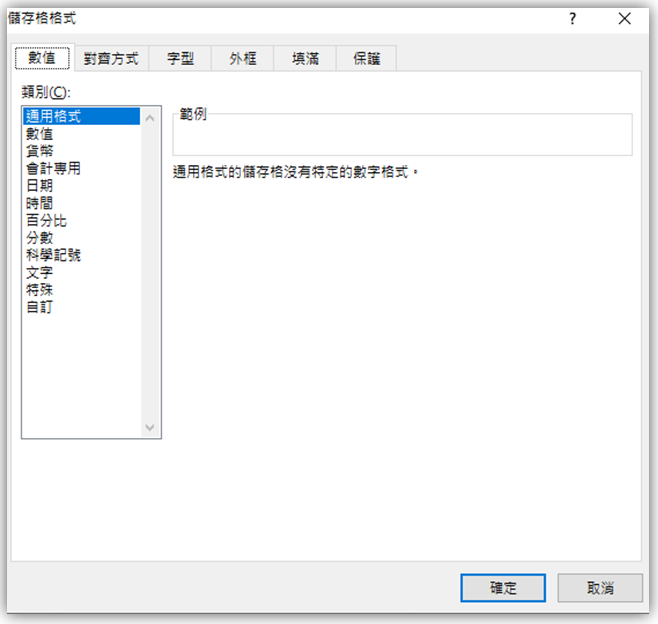 儲存格格式
?
數值 對齊方式 字型 外框 填滿 保護
類別(C):
通用格式
數值
貨幣
會計専用
日期
時間
百分比
分數
科學記號
文字
特殊
自訂
範例
通用格式的儲存格沒有特定的數字格式。
確定 取消